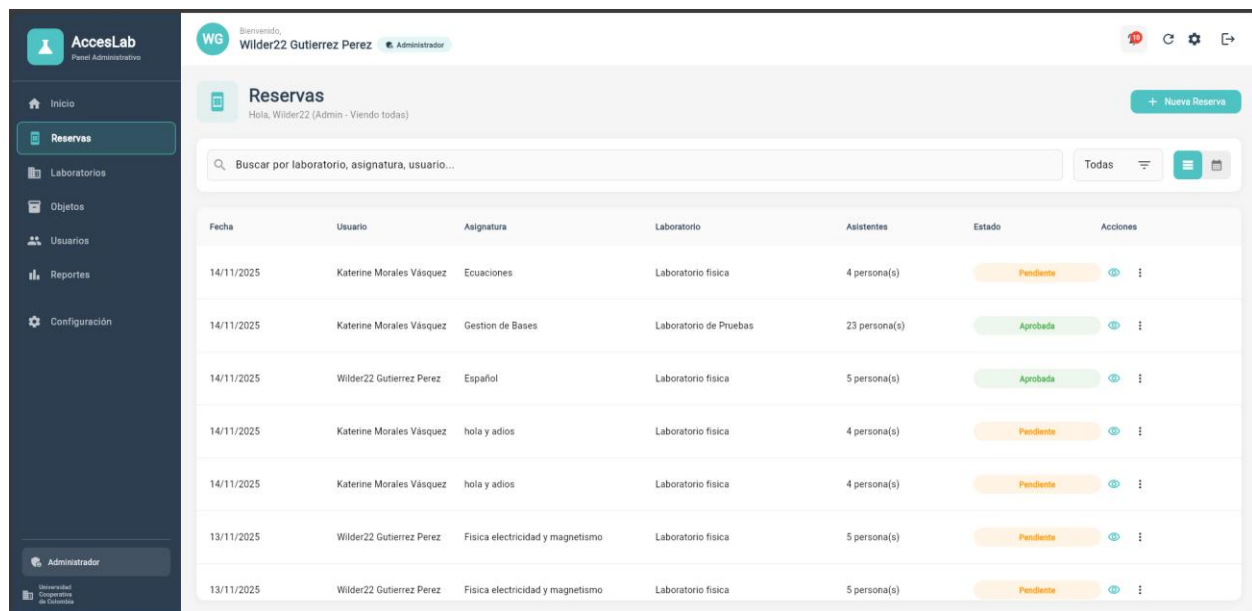 AccesLab
Panel Administrativo
Inicio
Reservas
Laboratorios
Objetos
Usuarios
Reportes
Configuración
Administrador
Universidad
Cooperativa
de Colombia
WG
Bienvenido,
Wilder22 Gutierrez Perez Administrador
10
Reservas
Hola, Wilder22 (Admin - Viendo todas)
+ Nueva Reserva
Buscar por laboratorio, asignatura, usuario...
Todas
Fecha Usuario Asignatura Laboratorio Asistentes Estado Acciones
14/11/2025 Katerine Morales Vásquez Ecuaciones Laboratorio fisica 4 persona(s) Pendiente
14/11/2025 Katerine Morales Vásquez Gestion de Bases Laboratorio de Pruebas 23 persona(s) Aprobada
14/11/2025 Wilder22 Gutierrez Perez Español Laboratorio fisica 5 persona(s) Aprobada
14/11/2025 Katerine Morales Vásquez hola y adios Laboratorio fisica 4 persona(s) Pendiente
14/11/2025 Katerine Morales Vásquez hola y adios Laboratorio fisica 4 persona(s) Pendiente
13/11/2025 Wilder22 Gutierrez Perez Fisica electricidad y magnetismo Laboratorio fisica 5 persona(s) Pendiente
13/11/2025 Wilder22 Gutierrez Perez Fisica electricidad y magnetismo Laboratorio fisica 5 persona(s) Pendiente